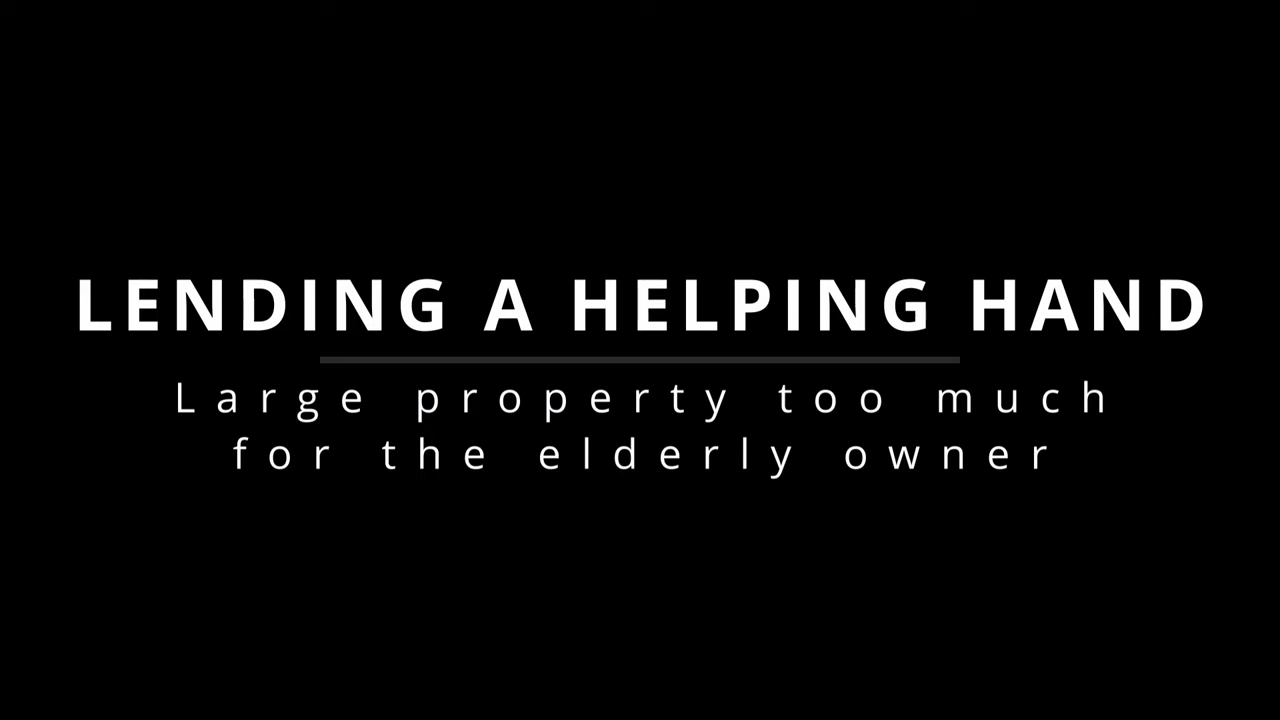 LENDING A HELPING HAND
Large property too much
for the elderly owner